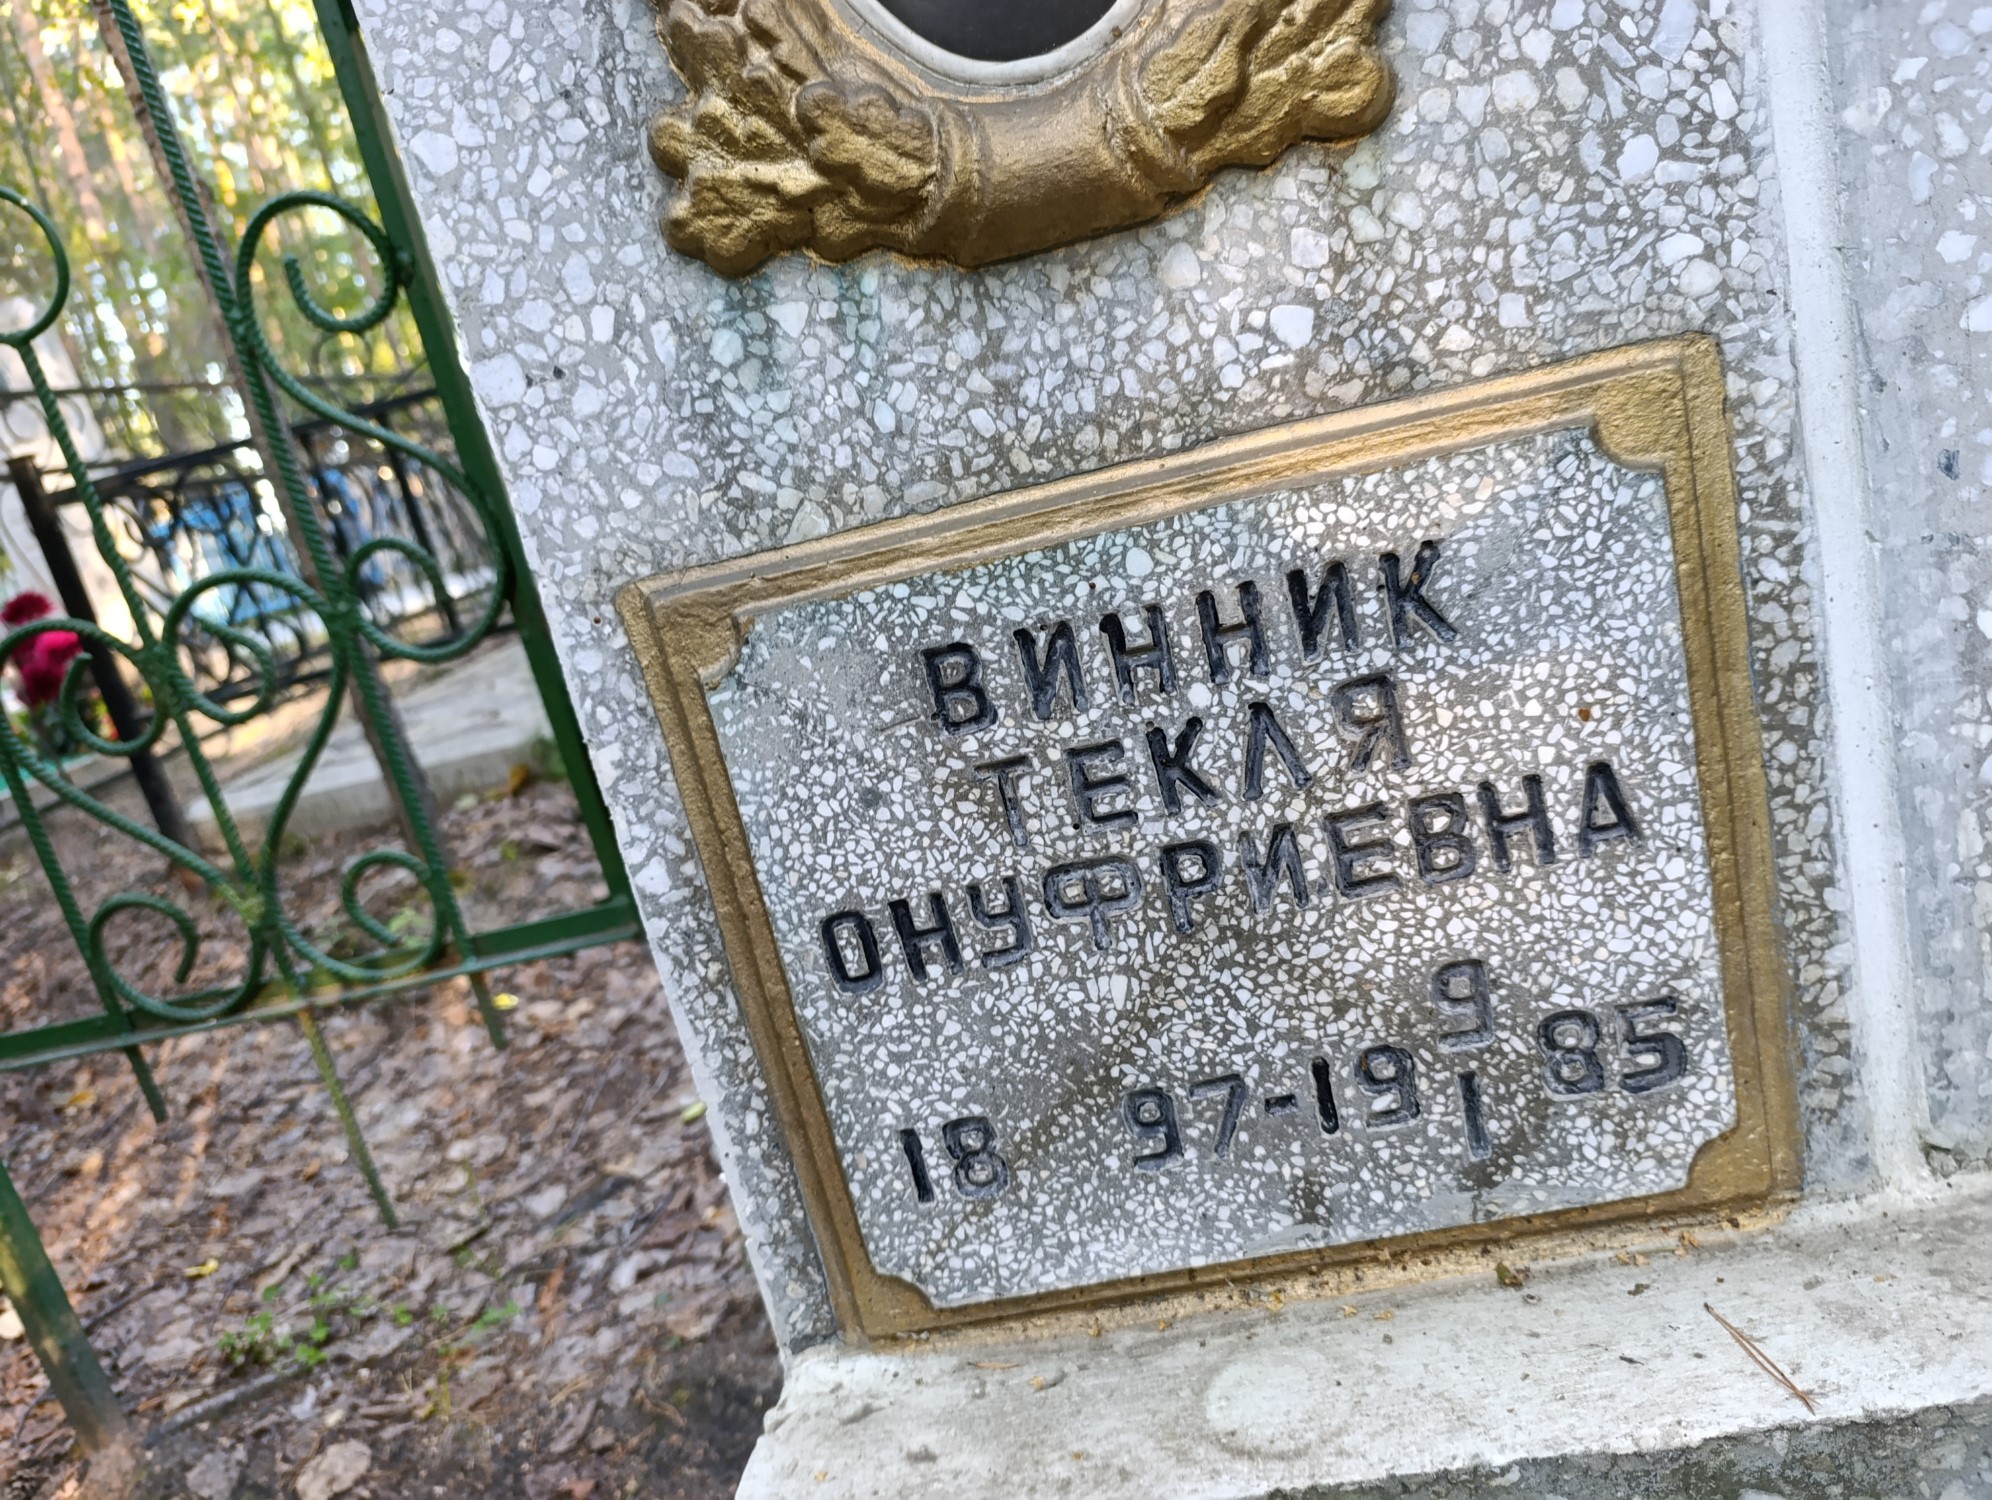 ВИННИК
ТЕКЛЯ
ОНУФРИЕВНА
9
18 97-19 85
I